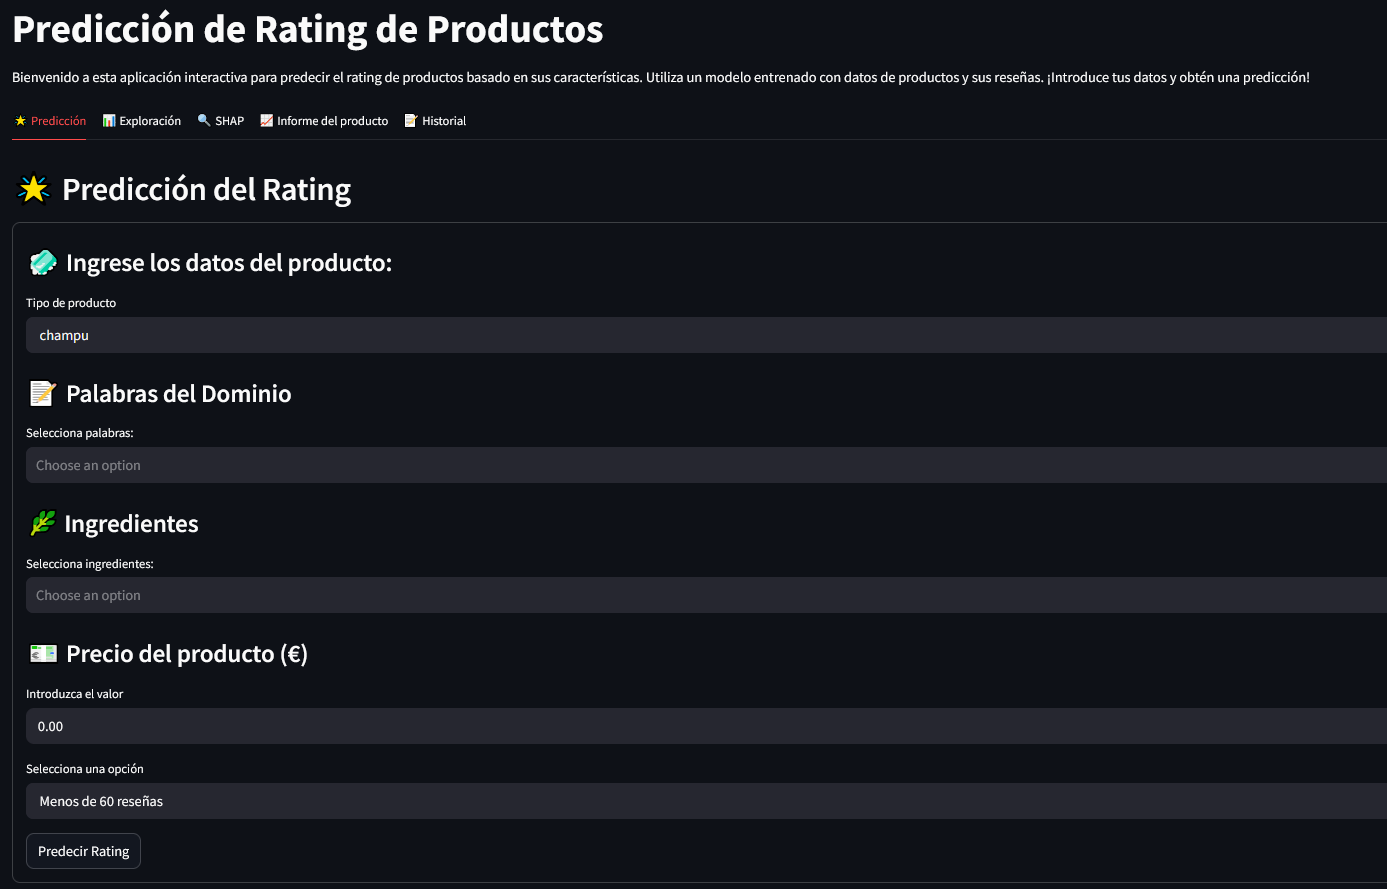 Predicción de Rating de Productos
Bienvenido a esta aplicación interactiva para predecir el rating de productos basado en sus características. Utiliza un modelo entrenado con datos de productos y sus reseñas. ¡Introduce tus datos y obtén una predicción!
Predicción Exploración SHAP Informe del producto Historial
Predicción del Rating
Ingrese los datos del producto:
Tipo de producto
champu
Palabras del Dominio
Selecciona palabras:
Choose an option
Ingredientes
Selecciona ingredientes:
Choose an option
Precio del producto (€)
Introduzca el valor
0.00
Selecciona una opción
Menos de 60 reseñas
Predecir Rating